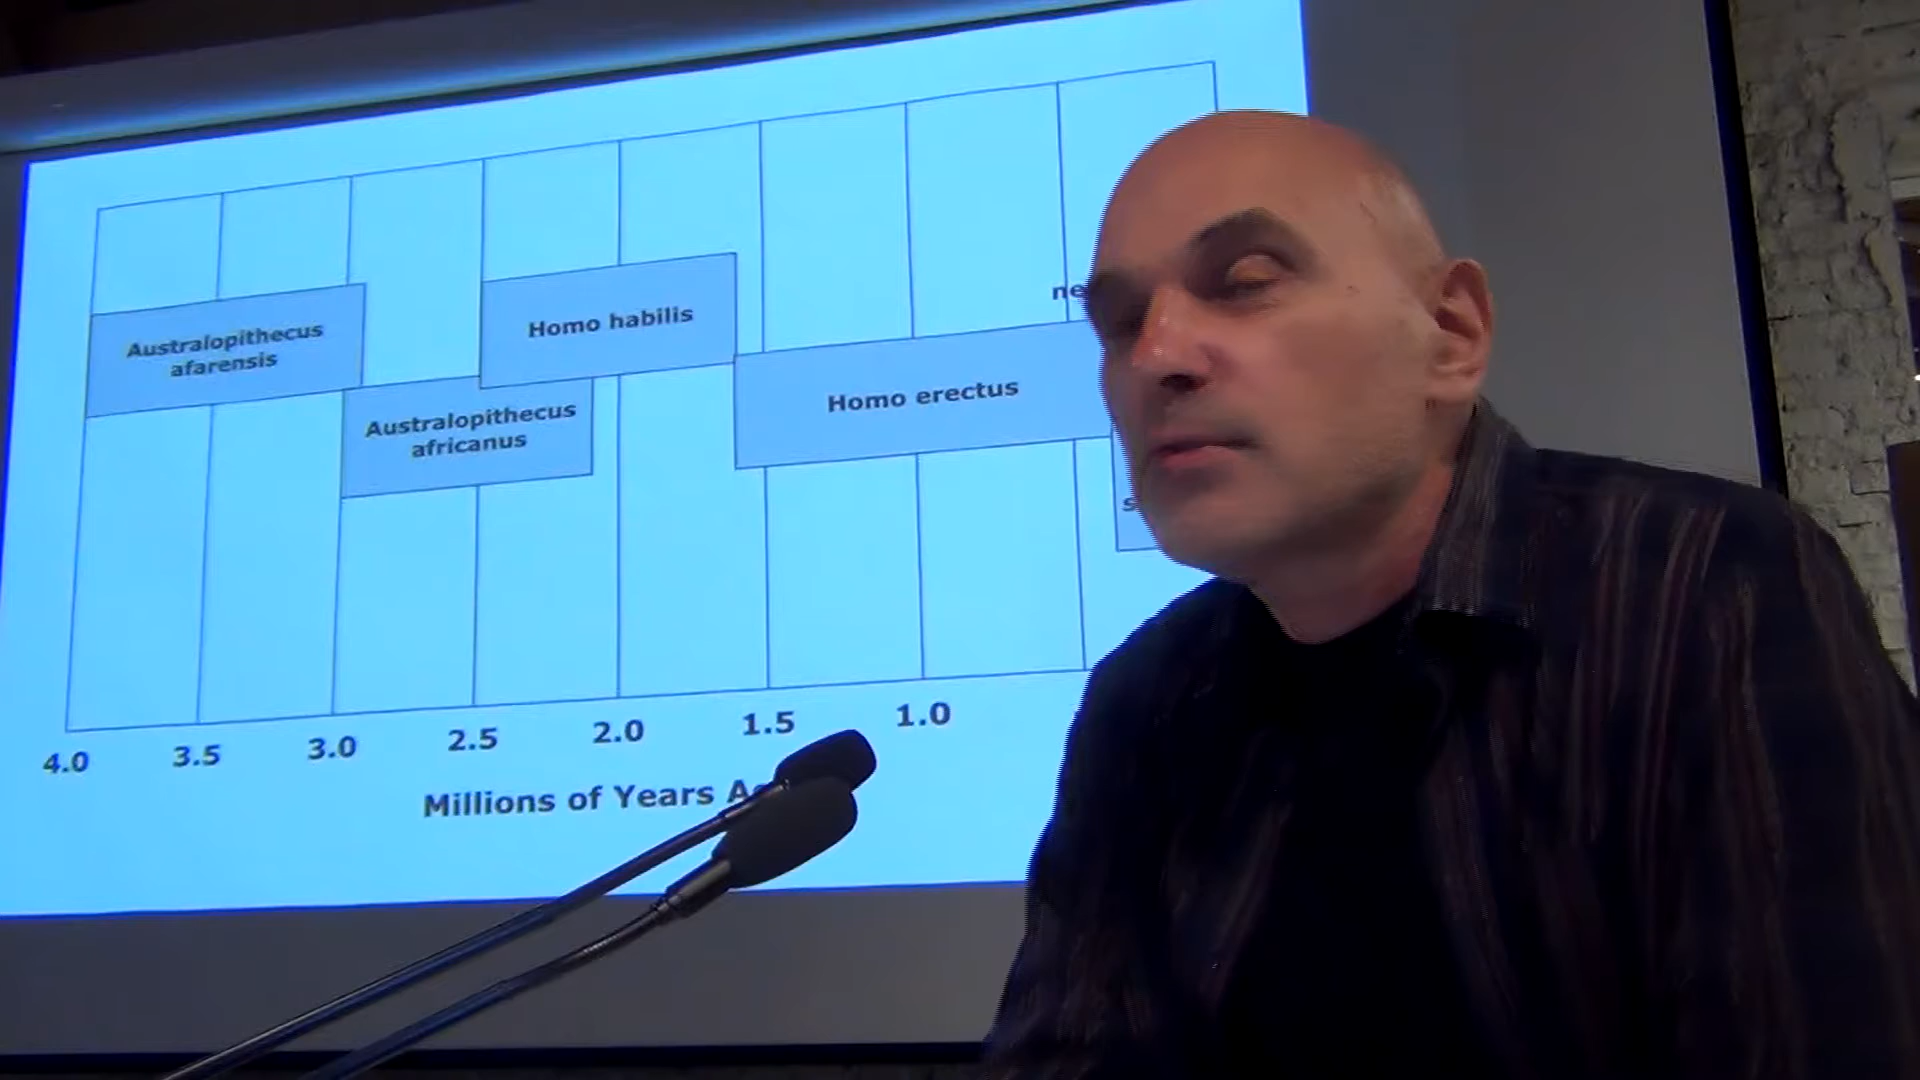 Australopithecus
afarensis
Homo habilis
Australopithecus
africanus
Homo erectus
4.0 3.5 3.0 2.5 2.0 1.5 1.0
Millions of Years